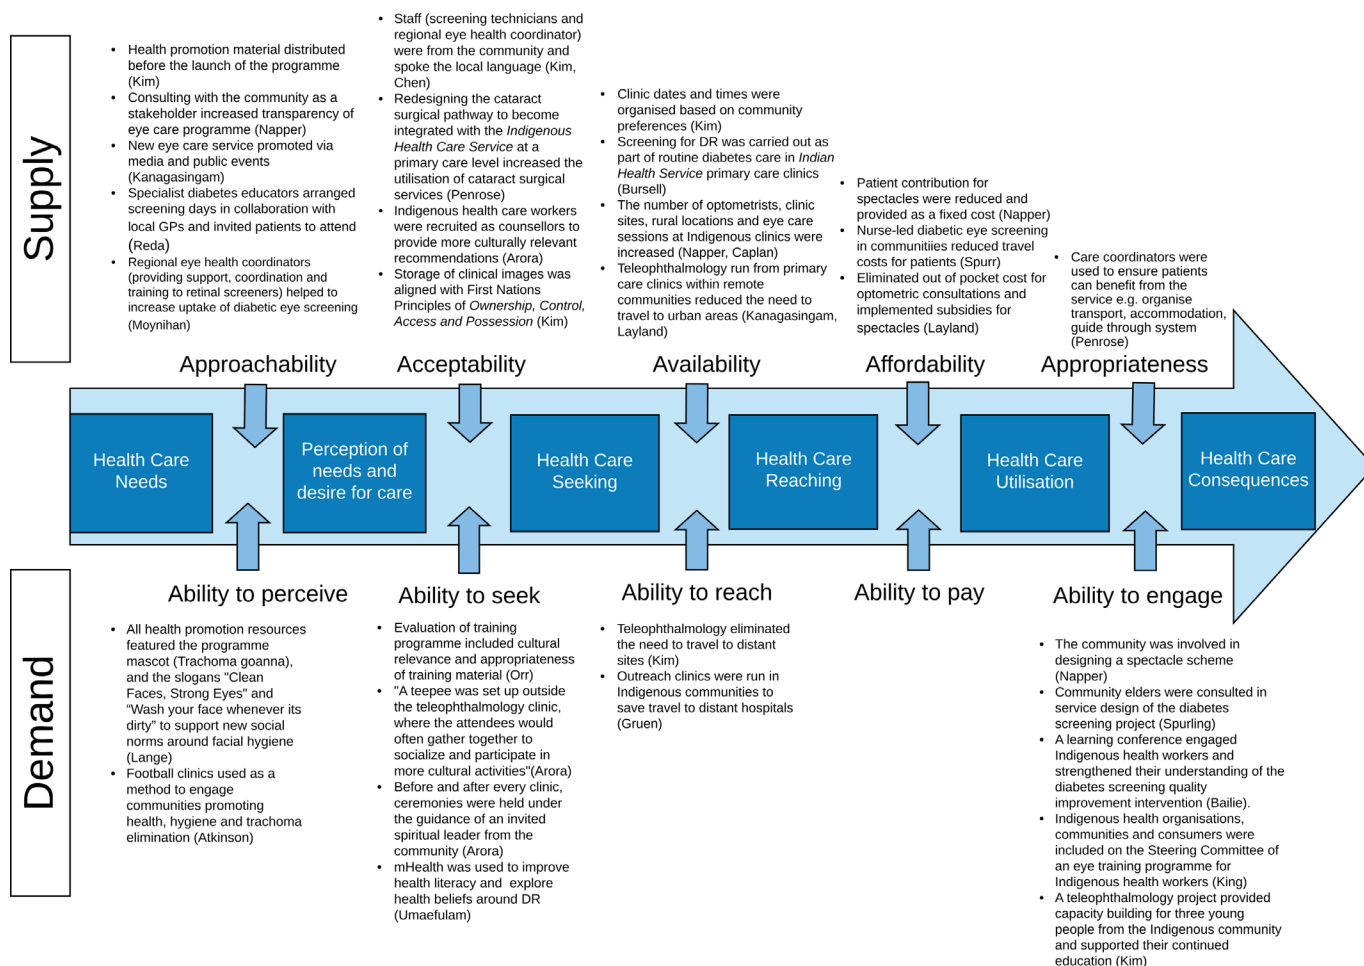 Supply
• Health promotion material distributed
before the launch of the programme
(Kim)
• Consulting with the community as a
stakeholder increased transparency of
eye care programme (Napper)
• New eye care service promoted via
media and public events
(Kanagasingam)
• Specialist diabetes educators arranged
screening days in collaboration with
local GPs and invited patients to attend
(Reda)
• Regional eye health coordinators
(providing support, coordination and
training to retinal screeners) helped to
increase uptake of diabetic eye screening
(Moynihan)
• Staff (screening technicians and
regional eye health coordinator)
were from the community and
spoke the local language (Kim,
Chen)
• Redesigning the cataract
surgical pathway to become
integrated with the Indigenous
Health Care Service at a
primary care level increased the
utilisation of cataract surgical
services (Penrose)
• Indigenous health care workers
were recruited as counsellors to
provide more culturally relevant
recommendations (Arora)
• Storage of clinical images was
aligned with First Nations
Principles of Ownership, Control,
Access and Possession (Kim)
• Clinic dates and times were
organised based on community
preferences (Kim)
• Screening for DR was carried out as
part of routine diabetes care in Indian
Health Service primary care clinics
(Bursell)
• The number of optometrists, clinic
sites, rural locations and eye care
sessions at Indigenous clinics were
increased (Napper, Caplan)
• Teleophthalmology run from primary
care clinics within remote
communities reduced the need to
travel to urban areas (Kanagasingam,
Layland)
• Patient contribution for
spectacles were reduced and
provided as a fixed cost (Napper)
• Nurse-led diabetic eye screening
in communitiies reduced travel
costs for patients (Spurr)
• Eliminated out of pocket cost for
optometric consultations and
implemented subsidies for
spectacles (Layland)
• Care coordinators were
used to ensure patients
can benefit from the
service e.g. organise
transport, accommodation,
guide through system
(Penrose)
Approachability
Acceptability
Availability
Affordability
Appropriateness
Health Care
Needs
Perception of
needs and
desire for care
Health Care
Seeking
Health Care
Reaching
Health Care
Utilisation
Health Care
Consequences
Ability to perceive
Ability to seek
Ability to reach
Ability to pay
Ability to engage
Demand
• All health promotion resources
featured the programme
mascot (Trachoma goanna),
and the slogans "Clean
Faces, Strong Eyes" and
“Wash your face whenever its
dirty” to support new social
norms around facial hygiene
(Lange)
• Football clinics used as a
method to engage
communities promoting
health, hygiene and trachoma
elimination (Atkinson)
• Evaluation of training
programme included cultural
relevance and appropriateness
of training material (Orr)
• "A teepee was set up outside
the teleophthalmology clinic,
where the attendees would
often gather together to
socialize and participate in
more cultural activities"(Arora)
• Before and after every clinic,
ceremonies were held under
the guidance of an invited
spiritual leader from the
community (Arora)
• mHealth was used to improve
health literacy and explore
health beliefs around DR
(Umaefulam)
• Teleophthalmology eliminated
the need to travel to distant
sites (Kim)
• Outreach clinics were run in
Indigenous communities to
save travel to distant hospitals
(Gruen)
• The community was involved in
designing a spectacle scheme
(Napper)
• Community elders were consulted in
service design of the diabetes
screening project (Spurling)
• A learning conference engaged
Indigenous health workers and
strengthened their understanding of the
diabetes screening quality
improvement intervention (Bailie).
• Indigenous health organisations,
communities and consumers were
included on the Steering Committee of
an eye training programme for
Indigenous health workers (King)
• A teleophthalmology project provided
capacity building for three young
people from the Indigenous community
and supported their continued
education (Kim)